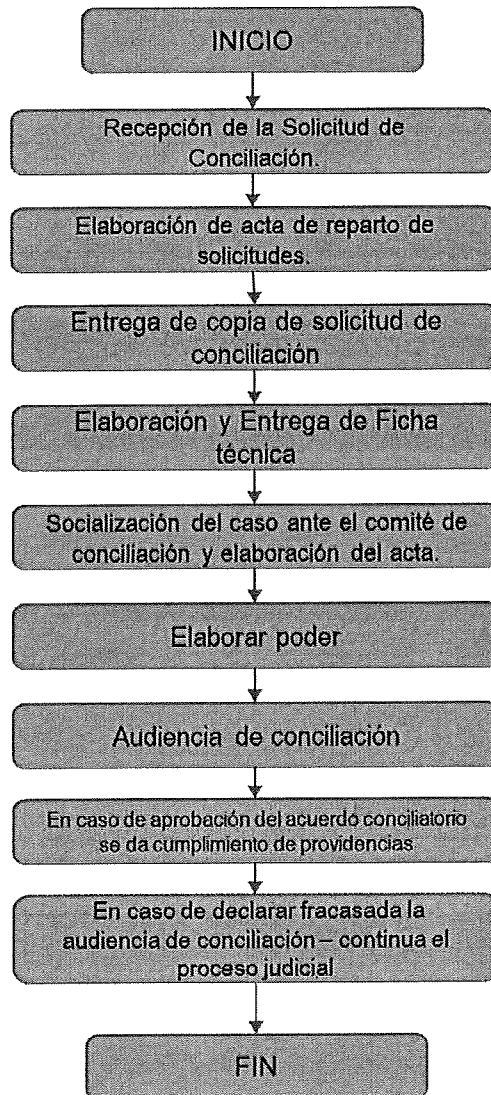 INICIO
Recepción de la Solicitud de
Conciliación.
Elaboración de acta de reparto de
solicitudes.
Entrega de copia de solicitud de
conciliación
Elaboración y Entrega de Ficha
técnica
Socialización del caso ante el comité de
conciliación y elaboración del acta.
Elaborar poder
Audiencia de conciliación
En caso de aprobación del acuerdo conciliatorio
se da cumplimiento de providencias
En caso de declarar fracasada la
audiencia de conciliación – continua el
proceso judicial
FIN